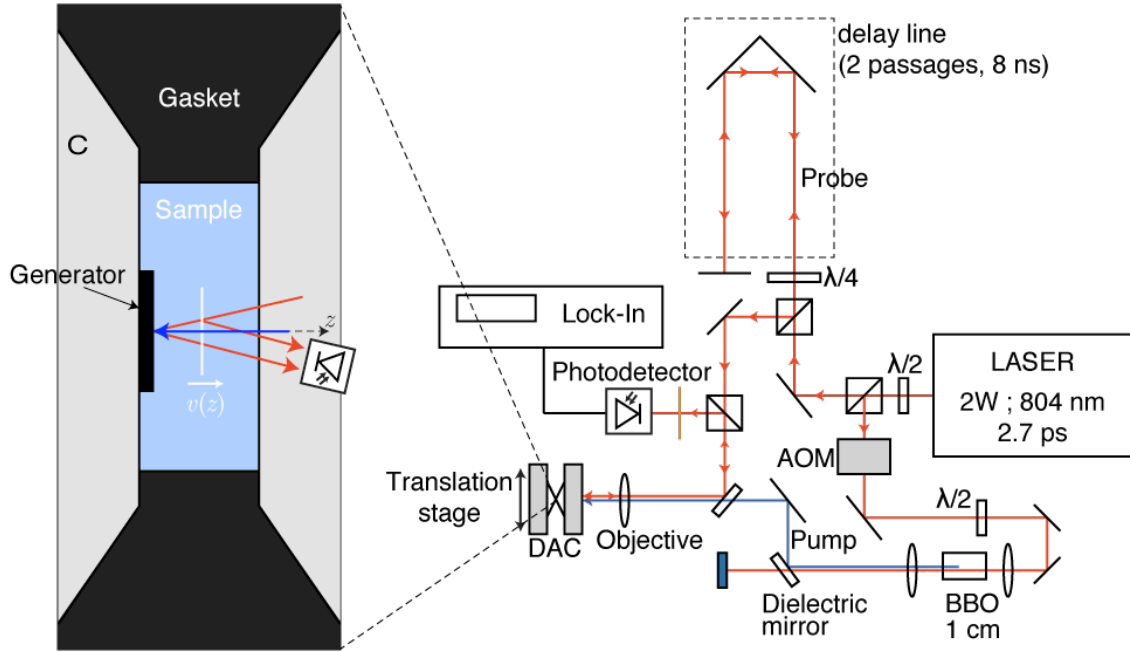 Gasket
C
Sample
Generator
z
v(z)
delay line
(2 passages, 8 ns)
Probe
λ/4
Lock-In
Photodetector
λ/2
LASER
2W ; 804 nm
2.7 ps
AOM
Translation
stage
λ/2
DAC
Objective
Pump
Dielectric
mirror
BBO
1 cm